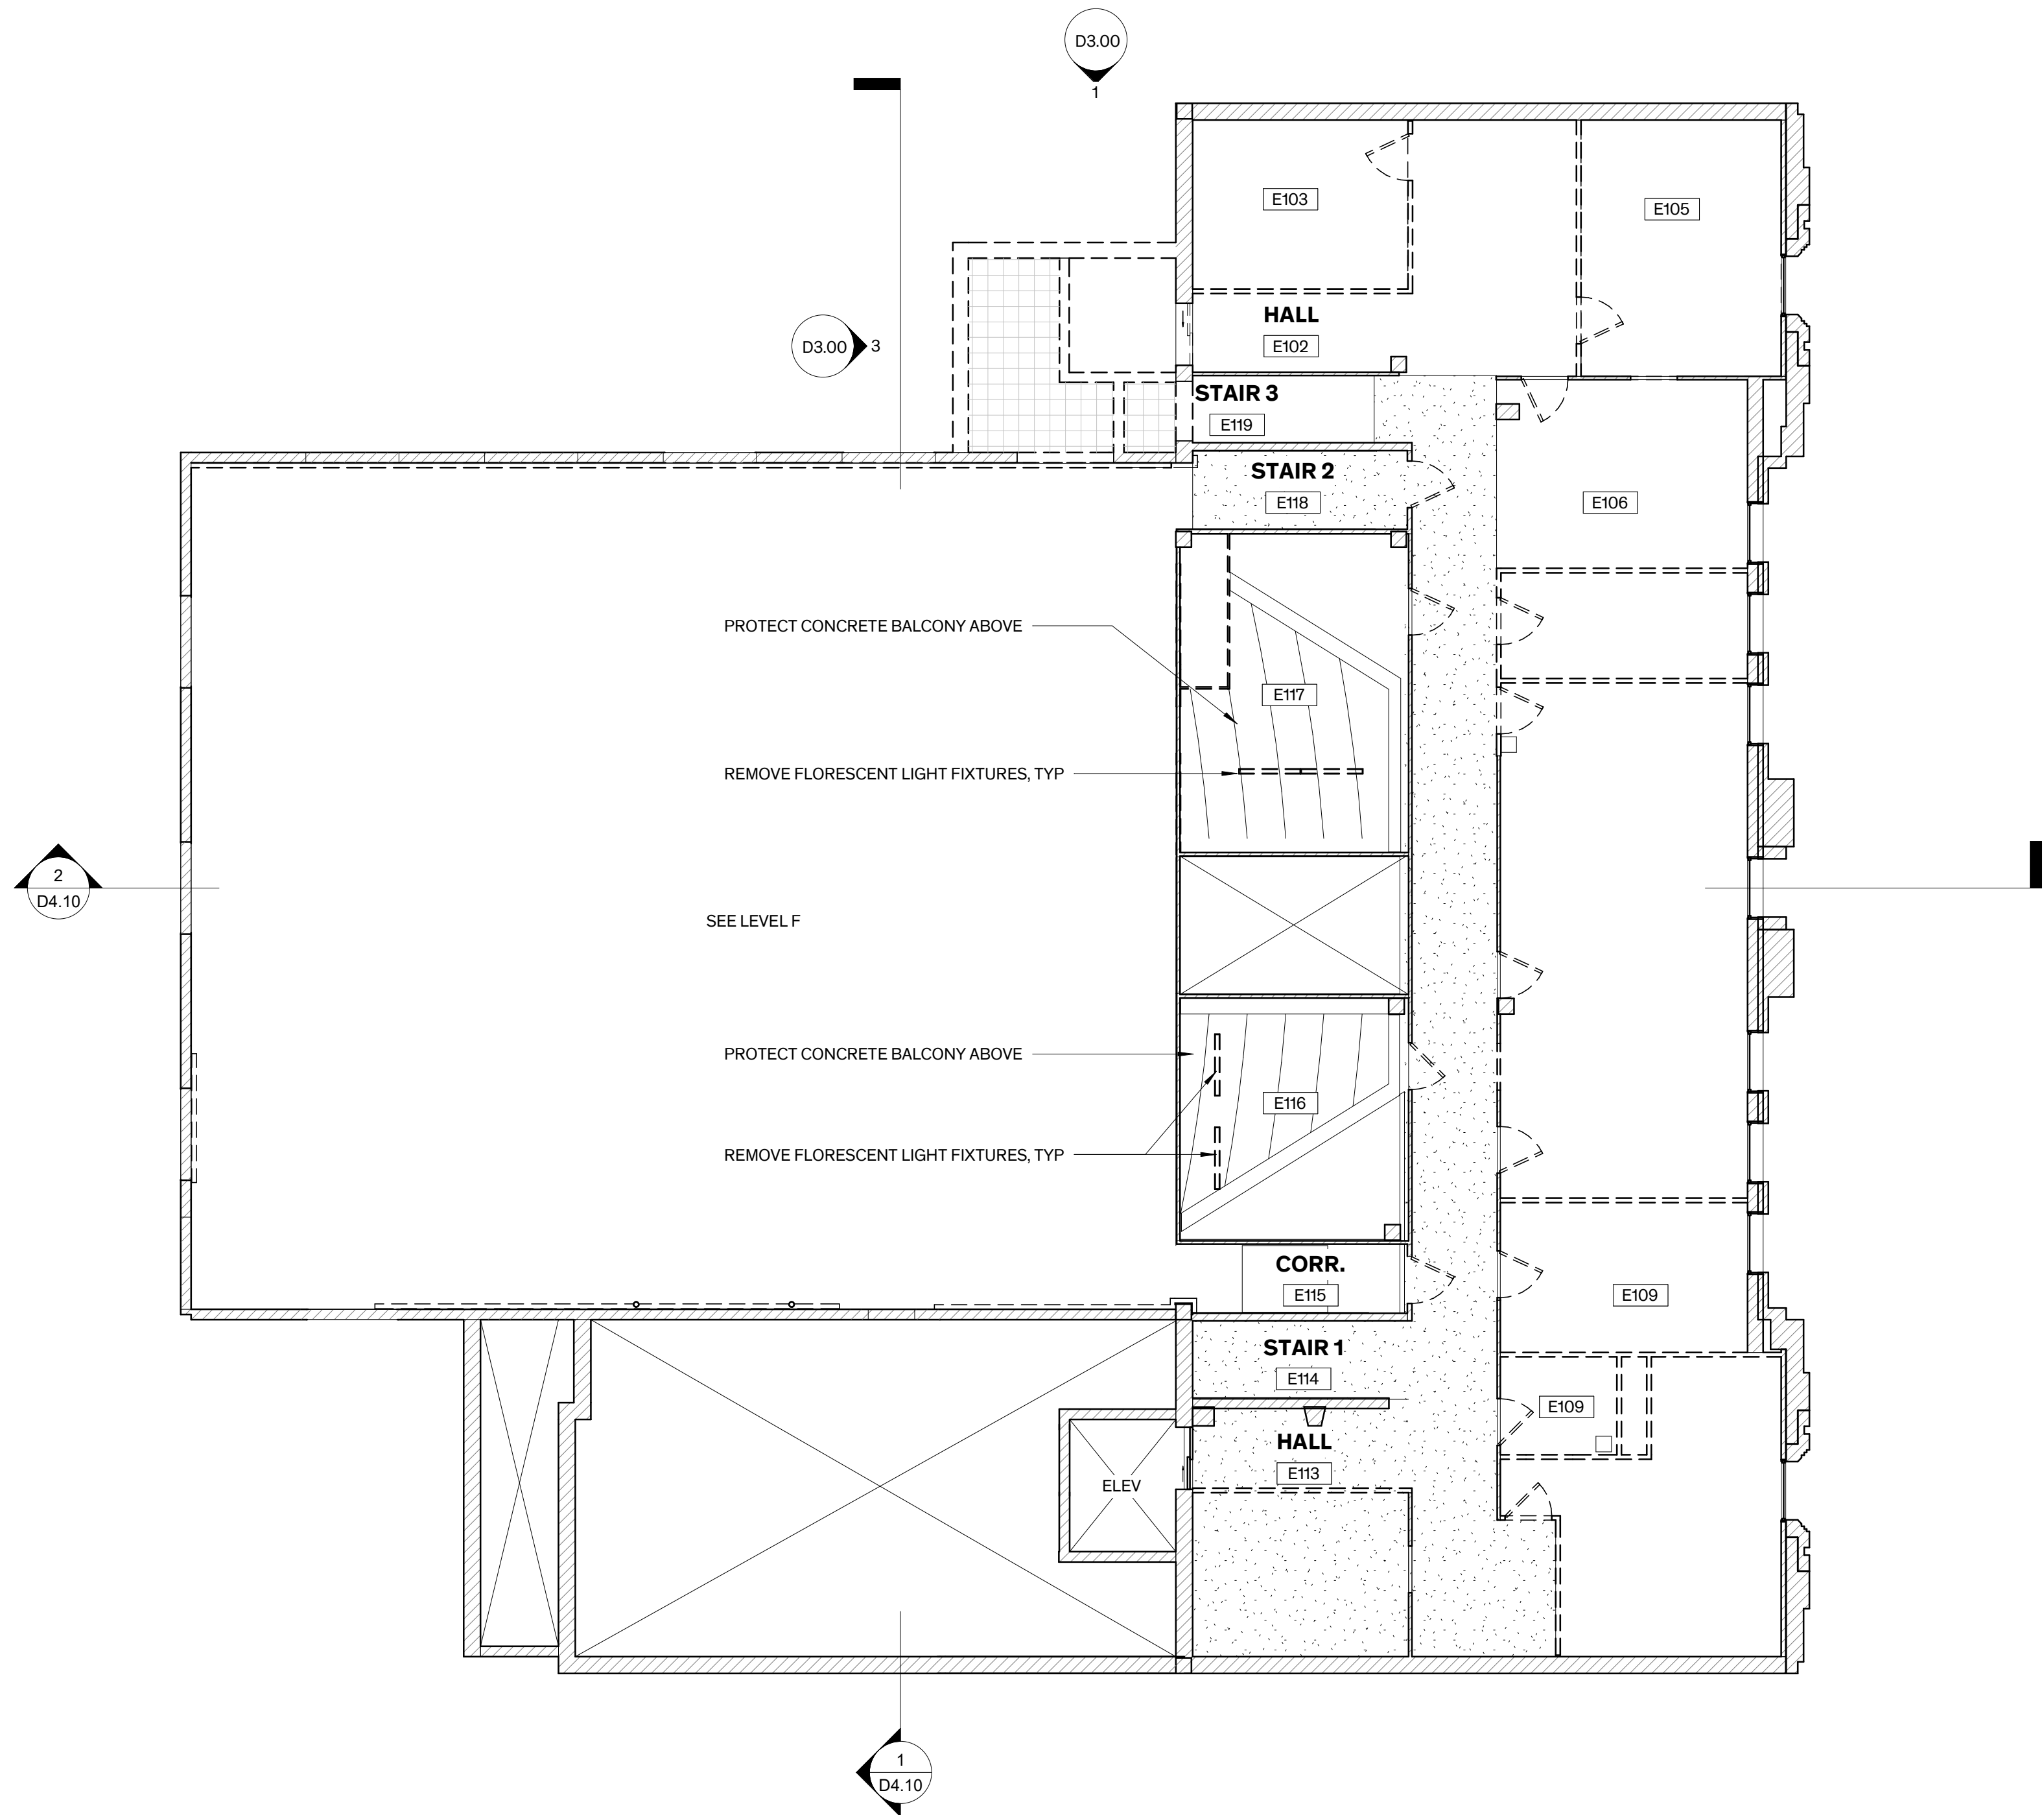 D3.00
1
E103
E105
HALL
E102
D3.00
3
STAIR 3
E119
STAIR 2
E118
E106
PROTECT CONCRETE BALCONY ABOVE
E117
REMOVE FLORESCENT LIGHT FIXTURES, TYP
2
D4.10
SEE LEVEL F
PROTECT CONCRETE BALCONY ABOVE
E116
REMOVE FLORESCENT LIGHT FIXTURES, TYP
CORR.
E115
E109
STAIR 1
E114
E109
HALL
E113
ELEV
1
D4.10